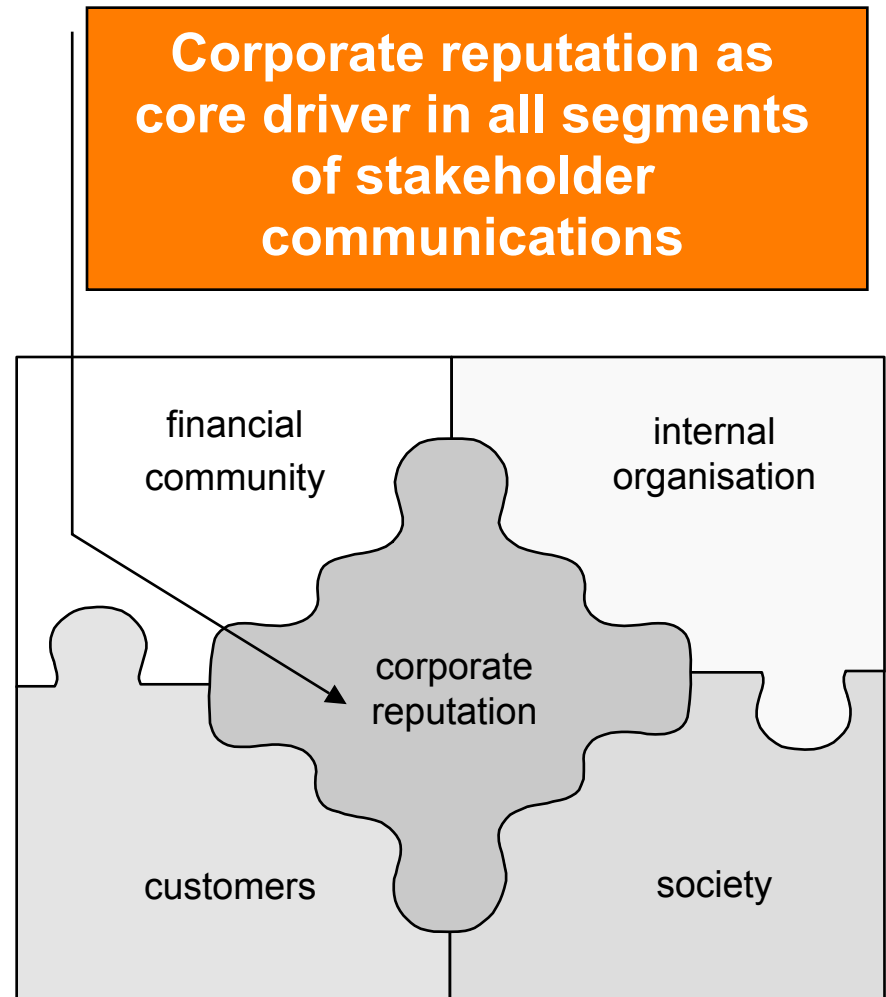 Corporate reputation as
core driver in all segments
of stakeholder
communications
financial
community
internal
organisation
corporate
reputation
customers
society